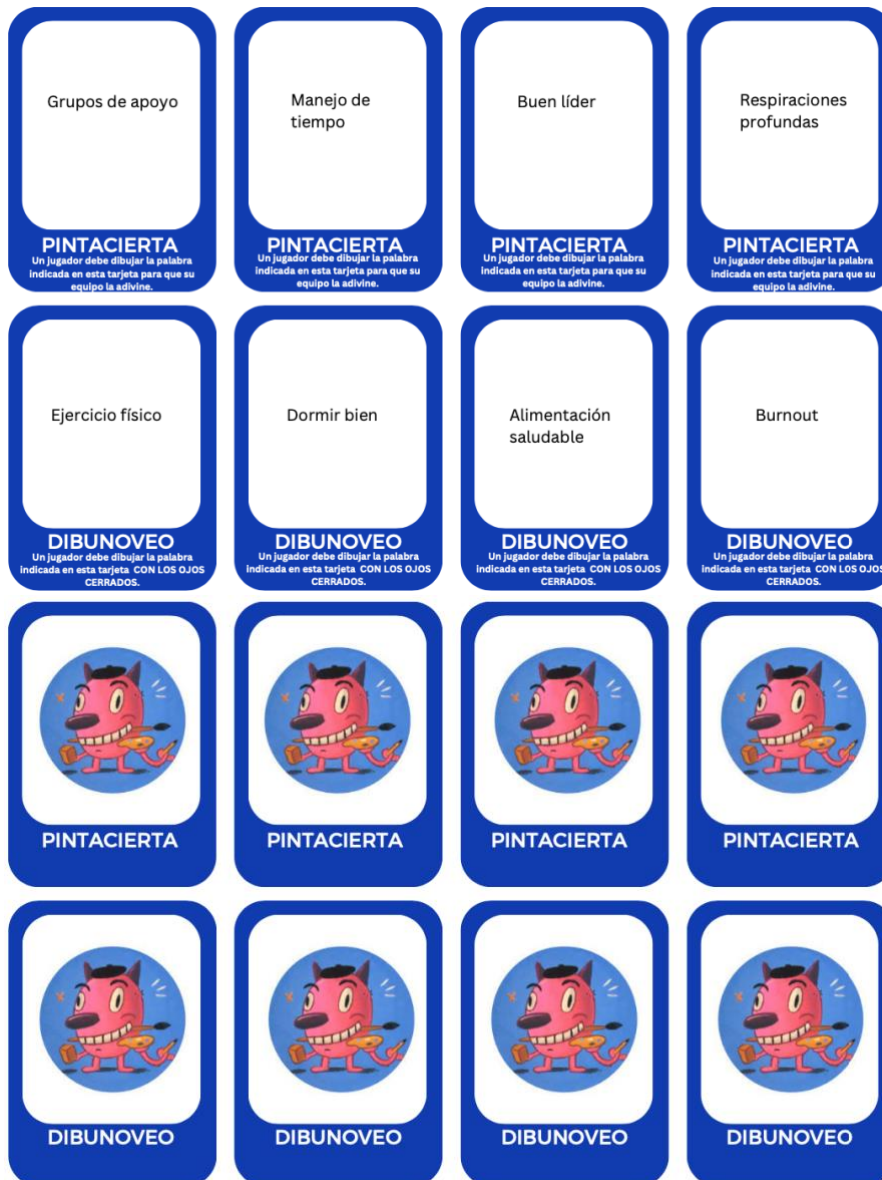 Grupos de apoyo
PINTACIERTA
Un jugador debe dibujar la palabra
indicada en esta tarjeta para que su
equipo la adivine.
Manejo de
tiempo
PINTACIERTA
Un jugador debe dibujar la palabra
indicada en esta tarjeta para que su
equipo la adivine.
Buen líder
PINTACIERTA
Un jugador debe dibujar la palabra
indicada en esta tarjeta para que su
equipo la adivine.
Respiraciones
profundas
PINTACIERTA
Un jugador debe dibujar la palabra
indicada en esta tarjeta para que su
equipo la adivine.
Ejercicio físico
DIBUNOVEO
Un jugador debe dibujar la palabra
indicada en esta tarjeta CON LOS OJOS
CERRADOS.
Dormir bien
DIBUNOVEO
Un jugador debe dibujar la palabra
indicada en esta tarjeta CON LOS OJOS
CERRADOS.
Alimentación
saludable
DIBUNOVEO
Un jugador debe dibujar la palabra
indicada en esta tarjeta CON LOS OJOS
CERRADOS.
Burnout
DIBUNOVEO
Un jugador debe dibujar la palabra
indicada en esta tarjeta CON LOS OJOS
CERRADOS.
PINTACIERTA
PINTACIERTA
PINTACIERTA
PINTACIERTA
DIBUNOVEO
DIBUNOVEO
DIBUNOVEO
DIBUNOVEO